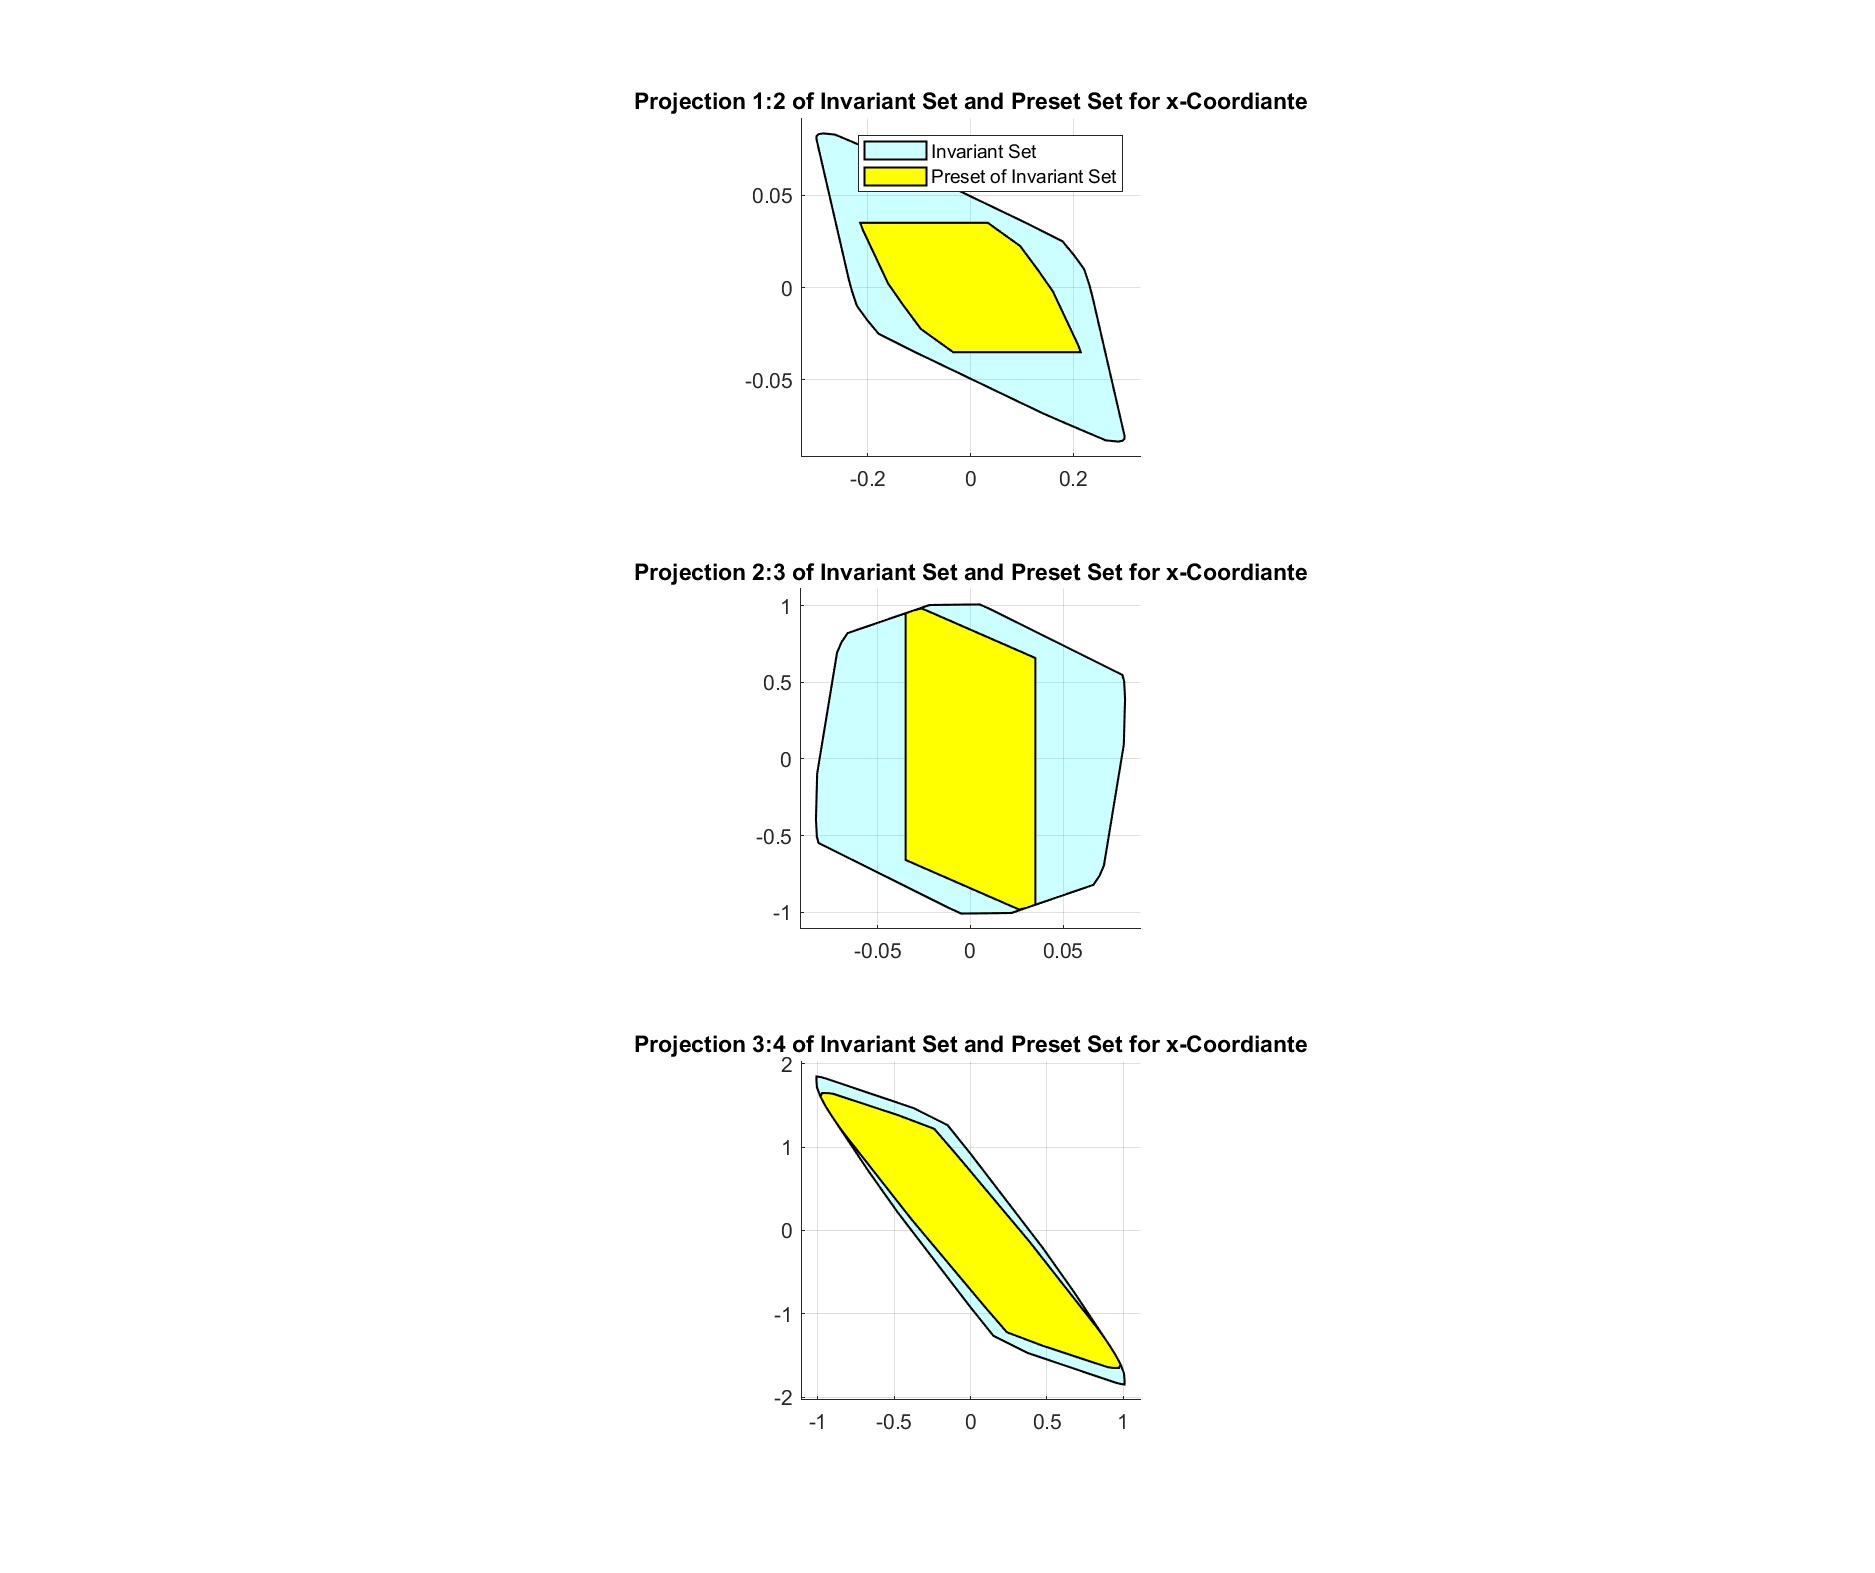 Projection 1:2 of Invariant Set and Preset Set for x-Coordiante
Invariant Set
Preset of Invariant Set
0.05
0
-0.05
-0.2 0 0.2
Projection 2:3 of Invariant Set and Preset Set for x-Coordiante
1
0.5
0
-0.5
-1
-0.05 0 0.05
Projection 3:4 of Invariant Set and Preset Set for x-Coordiante
2
1
0
-1
-2
-1 -0.5 0 0.5 1